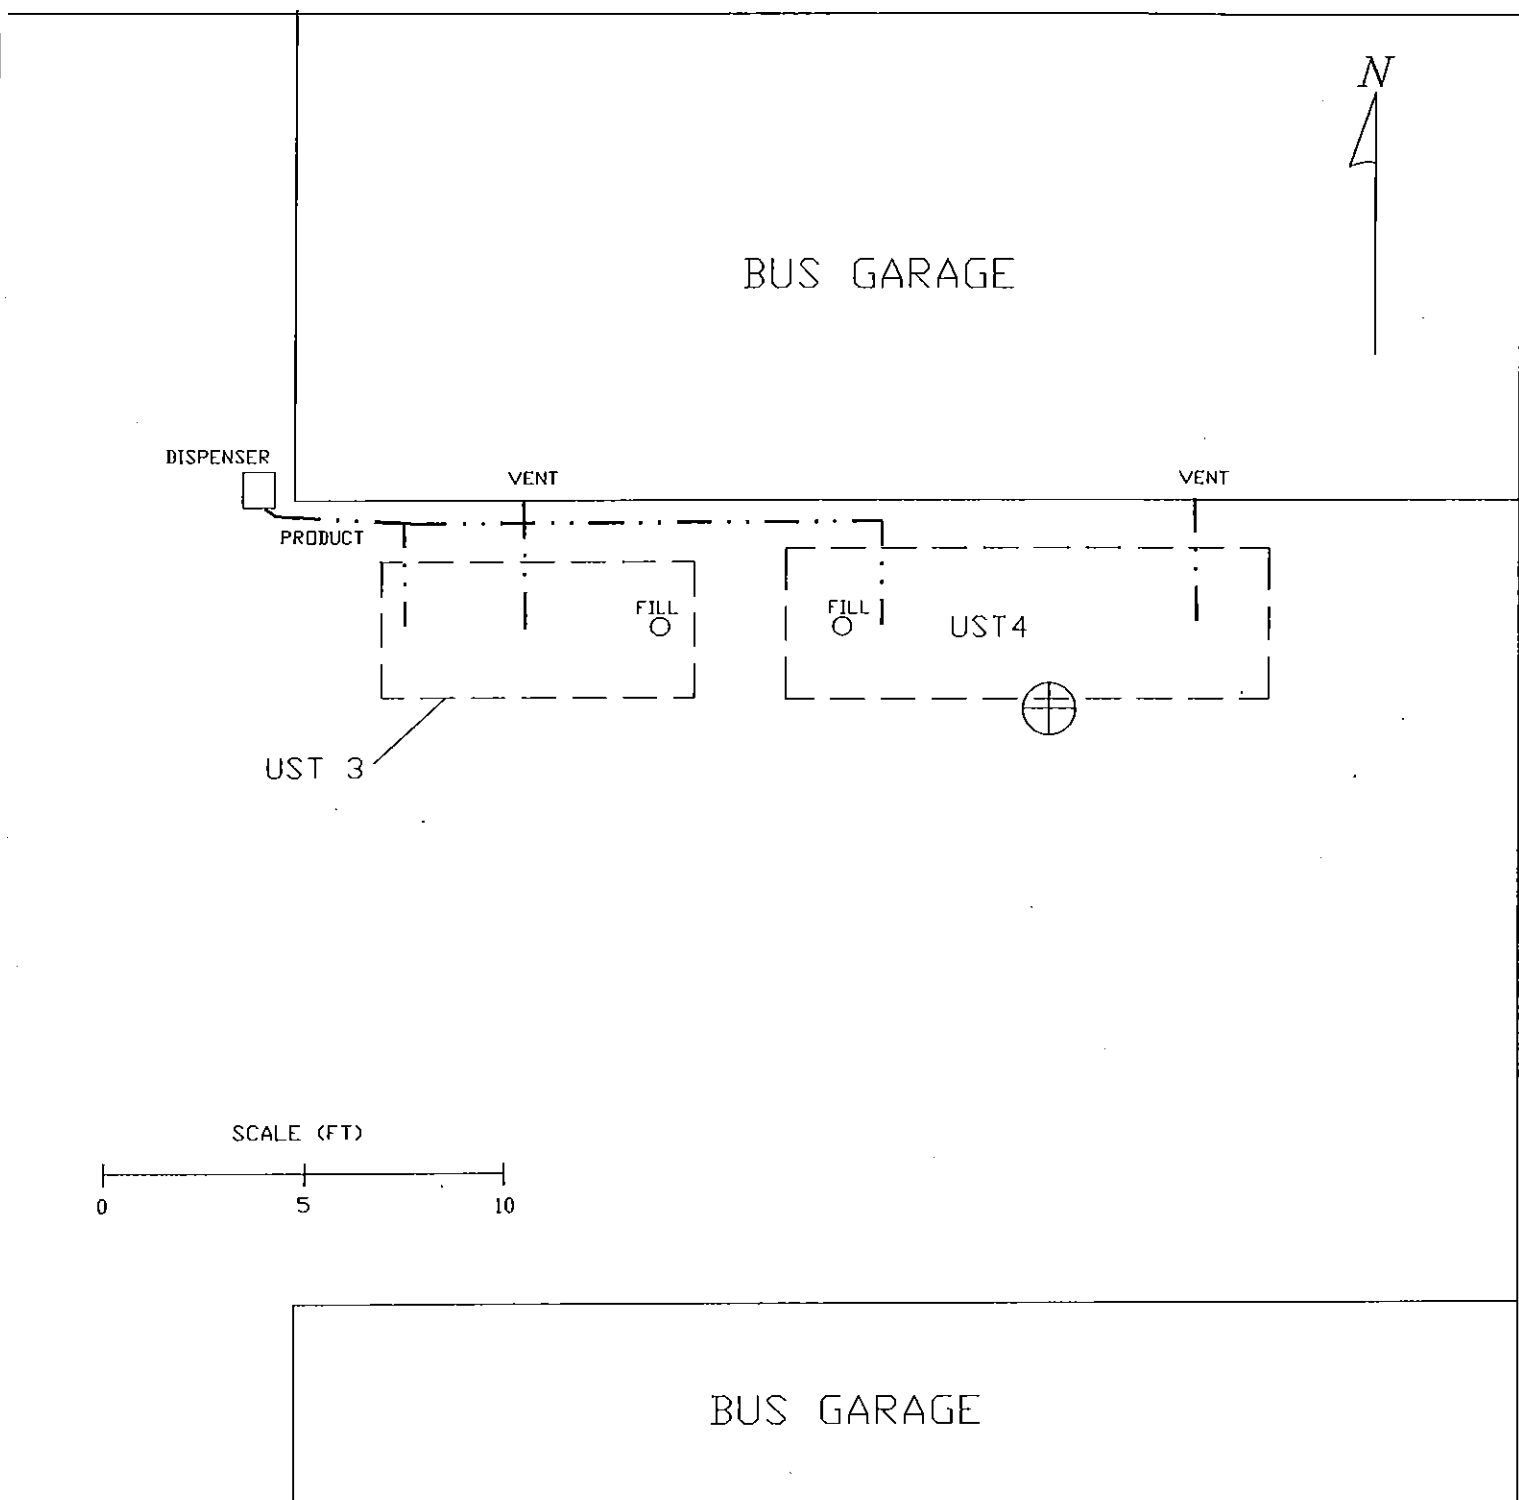 N
BUS GARAGE
DISPENSER
VENT
VENT
PRODUCT
FILL
FILL
UST4
UST 3
SCALE (FT)
0
5
10
BUS GARAGE